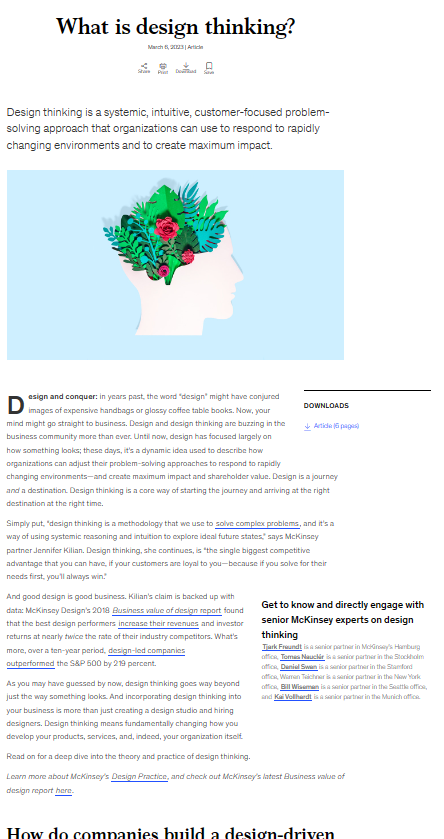 What is design thinking?
March 6, 2023 | Article
Share Print Download Save
Design thinking is a systemic, intuitive, customer-focused problem-
solving approach that organizations can use to respond to rapidly
changing environments and to create maximum impact.
Design and conquer: in years past, the word “design” might have conjured
images of expensive handbags or glossy coffee table books. Now, your
mind might go straight to business. Design and design thinking are buzzing in the
business community more than ever. Until now, design has focused largely on
how something looks; these days, it’s a dynamic idea used to describe how
organizations can adjust their problem-solving approaches to respond to rapidly
changing environments—and create maximum impact and shareholder value. Design is a journey
and a destination. Design thinking is a core way of starting the journey and arriving at the right
destination at the right time.
Simply put, “design thinking is a methodology that we use to solve complex problems, and it’s a
way of using systematic reasoning and intuition to explore ideal future states,” says McKinsey
partner Jennifer Kilian. Design thinking, she continues, is “the single biggest competitive
advantage that you can have, if your customers are loyal to you—because if you solve for their
needs first, you’ll always win.”
And good design is good business. Kilian’s claim is backed up with
data: McKinsey Design’s 2018 Business value of design report found
that the best design performers increase their revenues and investor
returns at nearly twice the rate of their industry competitors. What’s
more, over a ten-year period, design-led companies
outperformed the S&P 500 by 219 percent.
As you may have guessed by now, design thinking goes way beyond
just the way something looks. And incorporating design thinking into
your business is more than just creating a design studio and hiring
designers. Design thinking means fundamentally changing how you
develop your products, services, and, indeed, your organization itself.
Read on for a deep dive into the theory and practice of design thinking.
Learn more about McKinsey’s Design Practice, and check out McKinsey’s latest Business value of
design report here.
DOWNLOADS
Article (6 pages)
Get to know and directly engage with
senior McKinsey experts on design
thinking
Tjark Freundt is a senior partner in McKinsey’s Hamburg
office, Tomas Nauclér is a senior partner in the Stockholm
office, Daniel Swan is a senior partner in the Stamford
office, Warren Teichner is a senior partner in the New York
office, Bill Wiseman is a senior partner in the Seattle office,
and Kai Vollhardt is a senior partner in the Munich office.
How do companies build a design-driven